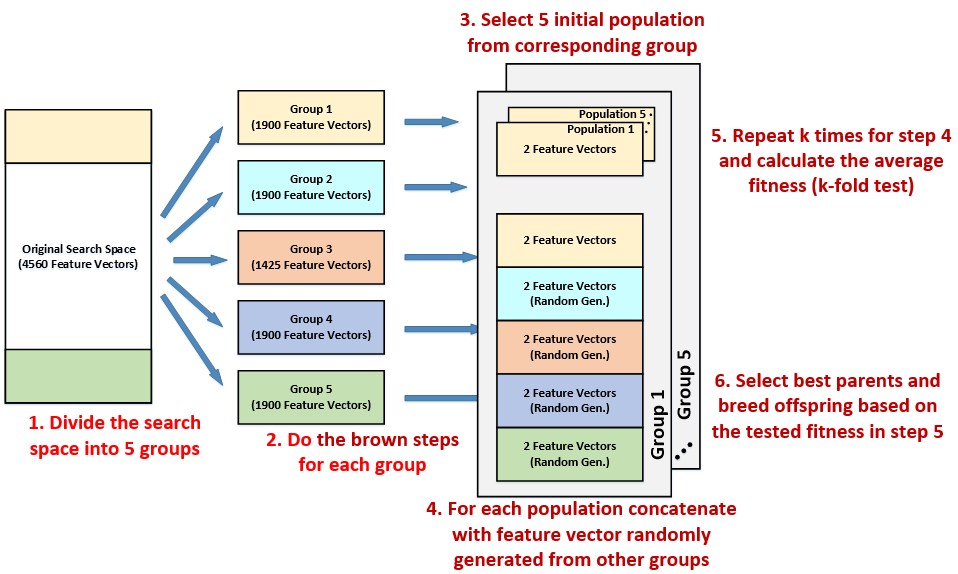 3. Select 5 initial population
from corresponding group
Original Search Space
(4560 Feature Vectors)
1. Divide the search
space into 5 groups
Group 1
(1900 Feature Vectors)
Group 2
(1900 Feature Vectors)
Group 3
(1425 Feature Vectors)
Group 4
(1900 Feature Vectors)
Group 5
(1900 Feature Vectors)
2. Do the brown steps
for each group
Population 5
Population 1
2 Feature Vectors
2 Feature Vectors
2 Feature Vectors
(Random Gen.)
2 Feature Vectors
(Random Gen.)
2 Feature Vectors
(Random Gen.)
2 Feature Vectors
(Random Gen.)
Group 1
Group 5
4. For each population concatenate
with feature vector randomly
generated from other groups
5. Repeat k times for step 4
and calculate the average
fitness (k-fold test)
6. Select best parents and
breed offspring based on
the tested fitness in step 5